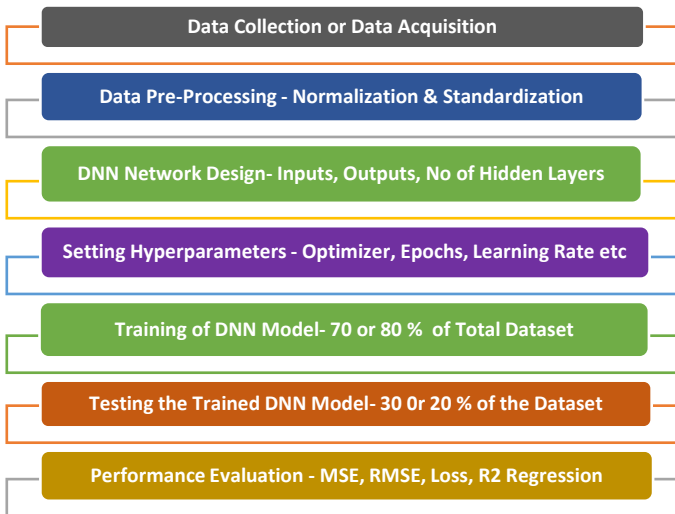 Data Collection or Data Acquisition
Data Pre-Processing - Normalization & Standardization
DNN Network Design- Inputs, Outputs, No of Hidden Layers
Setting Hyperparameters - Optimizer, Epochs, Learning Rate etc
Training of DNN Model- 70 or 80 % of Total Dataset
Testing the Trained DNN Model- 30 0r 20 % of the Dataset
Performance Evaluation - MSE, RMSE, Loss, R2 Regression